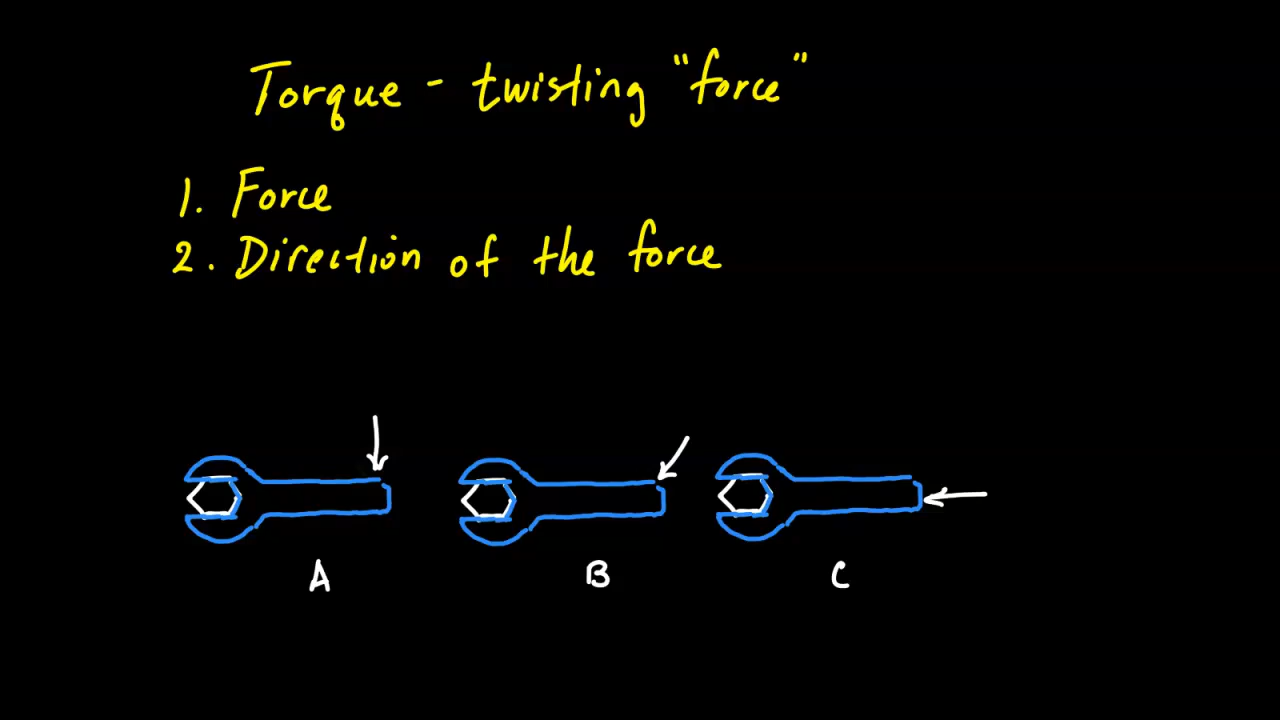 Torque - twisting "force"
1. Force
2. Direction of the force
A B C